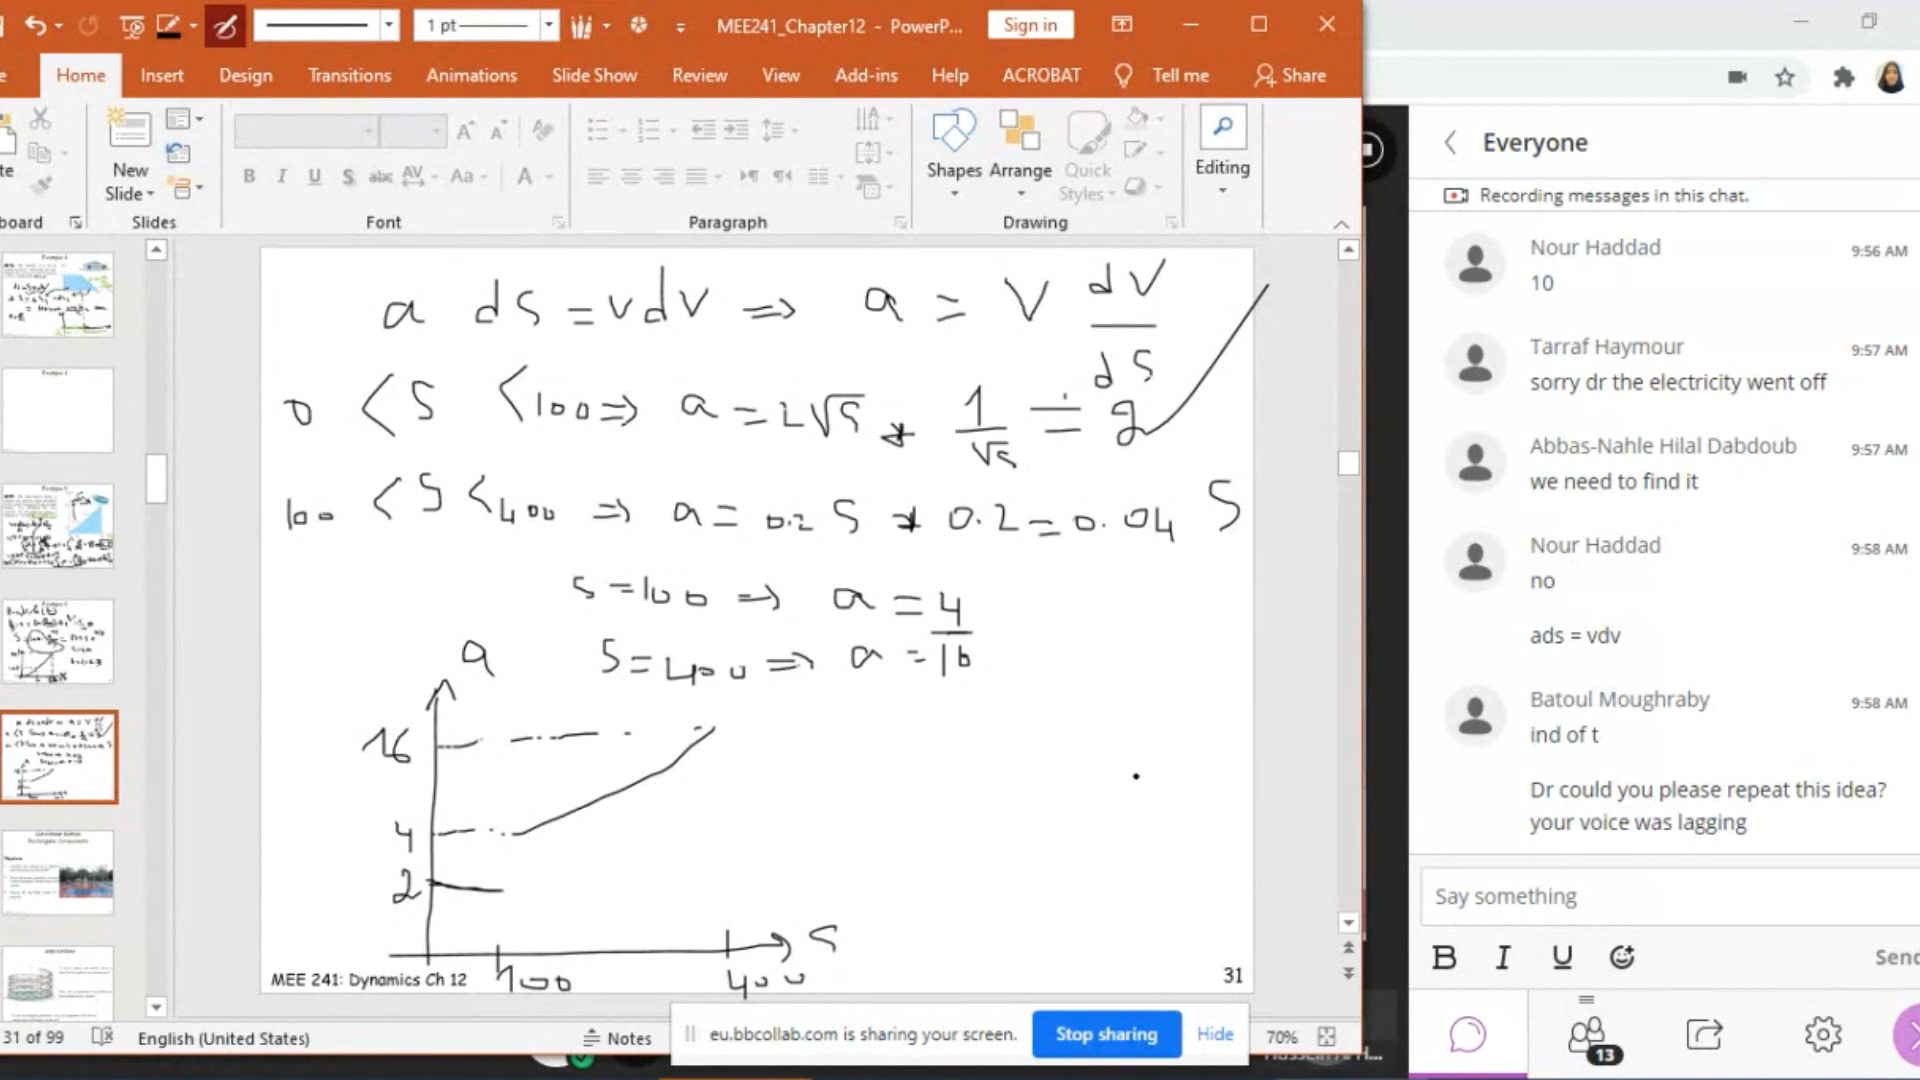 1 pt
MEE241_Chapter12 - PowerP...
Sign in
Home Insert Design Transitions Animations Slide Show Review View Add-ins Help ACROBAT Tell me Share
New Slide
Shapes Arrange Quick Styles
Editing
Slides Font Paragraph Drawing
a ds = vdv ⇒ a = V dV/dS
0 < S < 100 ⇒ a = 2√s * 1/√s = 2
100 < S < 400 ⇒ a = 0.2 S * 0.2 = 0.04 S
S = 100 ⇒ a = 4
S = 400 ⇒ a = 16
a
16
4
2
S
100
400
MEE 241: Dynamics Ch 12
31
31 of 99
English (United States)
Notes
eu.bbcollab.com is sharing your screen.
Stop sharing
Hide
70%
Everyone
Recording messages in this chat.
Nour Haddad 9:56 AM
10
Tarraf Haymour 9:57 AM
sorry dr the electricity went off
Abbas-Nahle Hilal Dabdoub 9:57 AM
we need to find it
Nour Haddad 9:58 AM
no
ads = vdv
Batoul Moughraby 9:58 AM
ind of t
Dr could you please repeat this idea?
your voice was lagging
Say something
B I U
Send
13